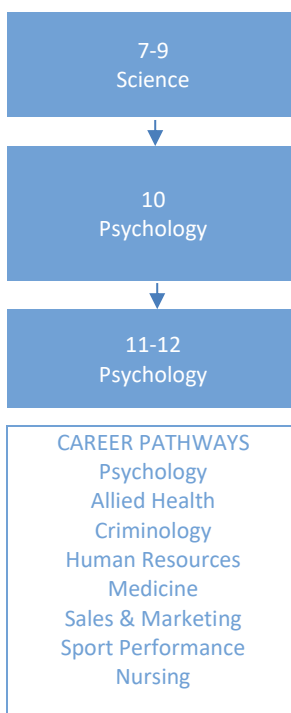 7-9
Science
10
Psychology
11-12
Psychology
CAREER PATHWAYS
Psychology
Allied Health
Criminology
Human Resources
Medicine
Sales & Marketing
Sport Performance
Nursing